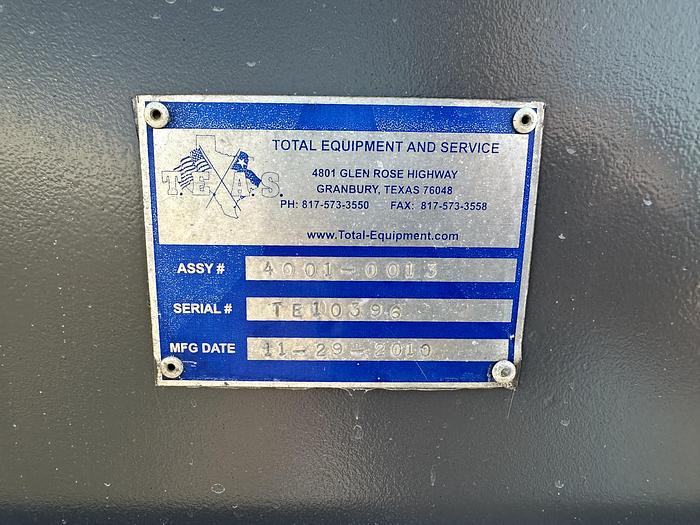 TOTAL EQUIPMENT AND SERVICE
T.E.X.A.S.
4801 GLEN ROSE HIGHWAY
GRANBURY, TEXAS 76048
PH: 817-573-3550 FAX: 817-573-3558
www.Total-Equipment.com
ASSY # 4001-0013
SERIAL # TE10396
MFG DATE 11-29-2010